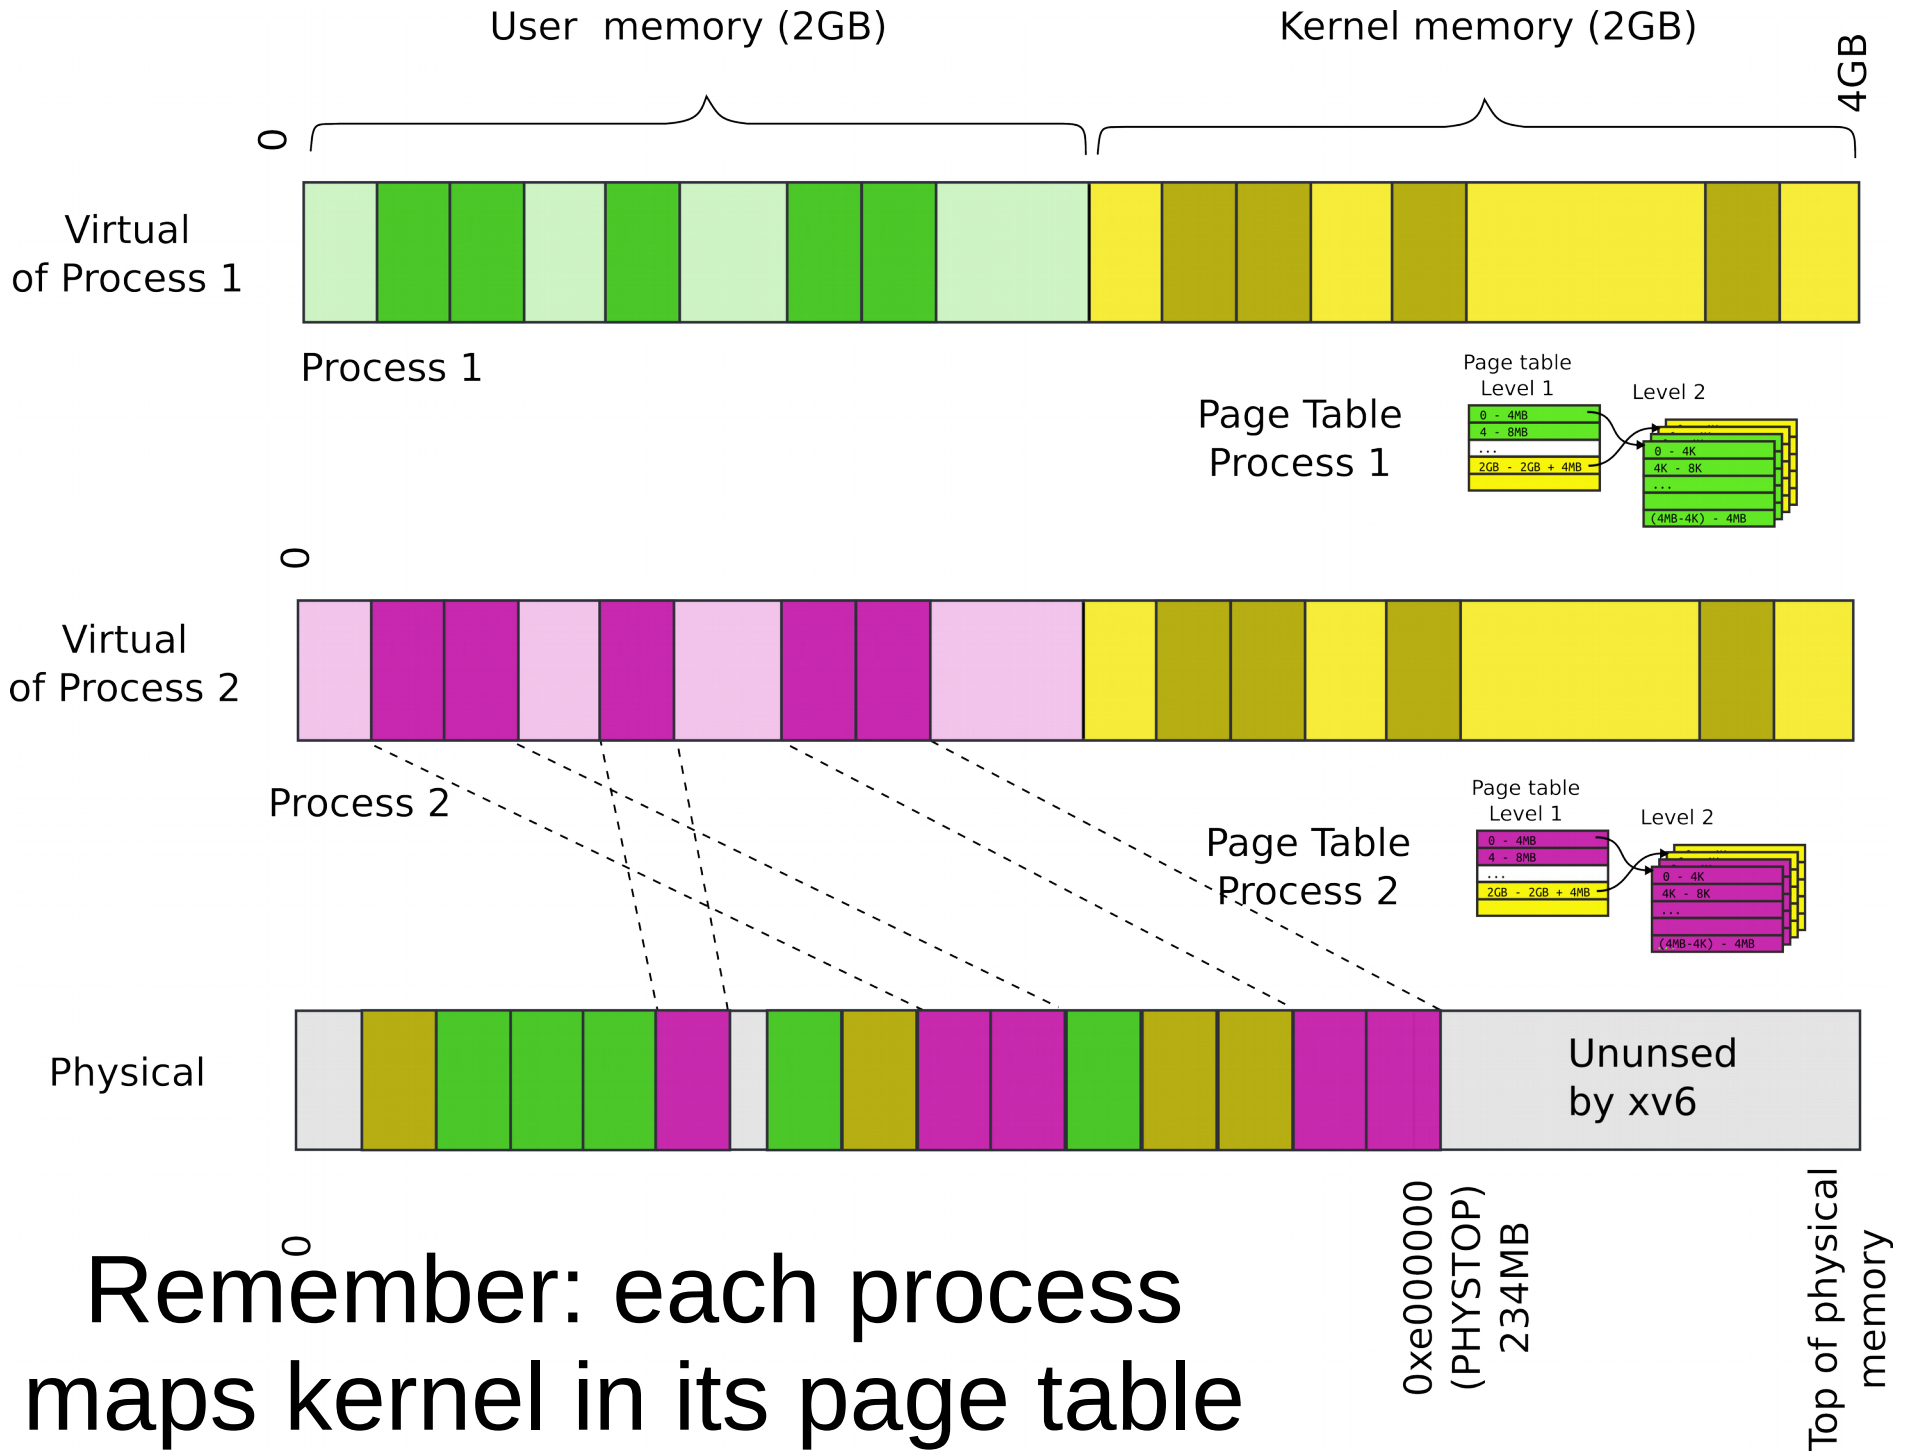 User  memory (2GB)
Kernel memory (2GB)
4GB
0
Virtual
of Process 1
Process 1
Page Table
Process 1
Page table
Level 1
Level 2
0 - 4MB
4 - 8MB
...
2GB - 2GB + 4MB
0 - 4K
4K - 8K
...
(4MB-4K) - 4MB
0
Virtual
of Process 2
Process 2
Page Table
Process 2
Page table
Level 1
Level 2
0 - 4MB
4 - 8MB
...
2GB - 2GB + 4MB
0 - 4K
4K - 8K
...
(4MB-4K) - 4MB
Physical
Ununsed
by xv6
0
0xe000000
(PHYSTOP)
234MB
Top of physical
memory
Remember: each process
maps kernel in its page table